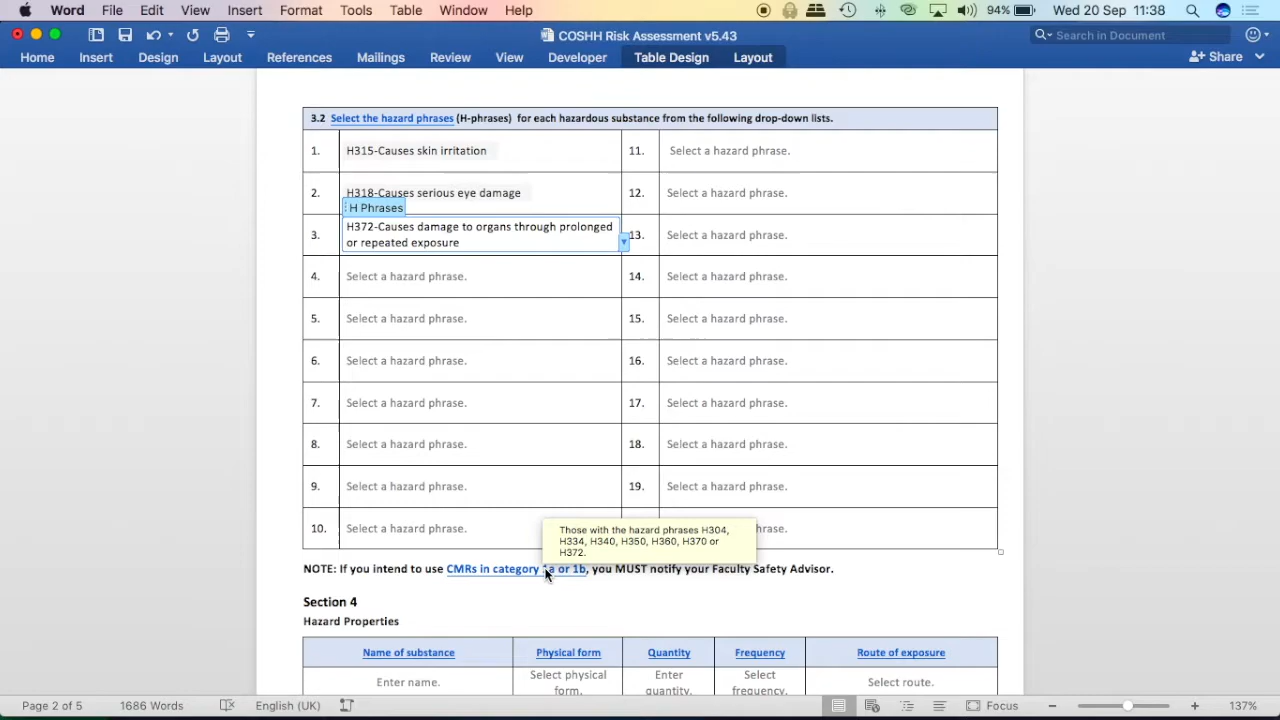 Word File Edit View Insert Format Tools Table Window Help 94% Wed 20 Sep 11:38
COSHH Risk Assessment v5.43 Search in Document
Home Insert Design Layout References Mailings Review View Developer Table Design Layout Share
3.2 Select the hazard phrases (H-phrases) for each hazardous substance from the following drop-down lists.
1. H315-Causes skin irritation 11. Select a hazard phrase.
2. H318-Causes serious eye damage 12. Select a hazard phrase.
H Phrases
3. H372-Causes damage to organs through prolonged or repeated exposure 13. Select a hazard phrase.
4. Select a hazard phrase. 14. Select a hazard phrase.
5. Select a hazard phrase. 15. Select a hazard phrase.
6. Select a hazard phrase. 16. Select a hazard phrase.
7. Select a hazard phrase. 17. Select a hazard phrase.
8. Select a hazard phrase. 18. Select a hazard phrase.
9. Select a hazard phrase. 19. Select a hazard phrase.
10. Select a hazard phrase. phrase.
Those with the hazard phrases H304,
H334, H340, H350, H360, H370 or
H372.
NOTE: If you intend to use CMRs in category 1a or 1b, you MUST notify your Faculty Safety Advisor.
Section 4
Hazard Properties
Name of substance Physical form Quantity Frequency Route of exposure
Enter name. Select physical form. Enter quantity. Select frequency. Select route.
Page 2 of 5 1686 Words English (UK) Focus 137%